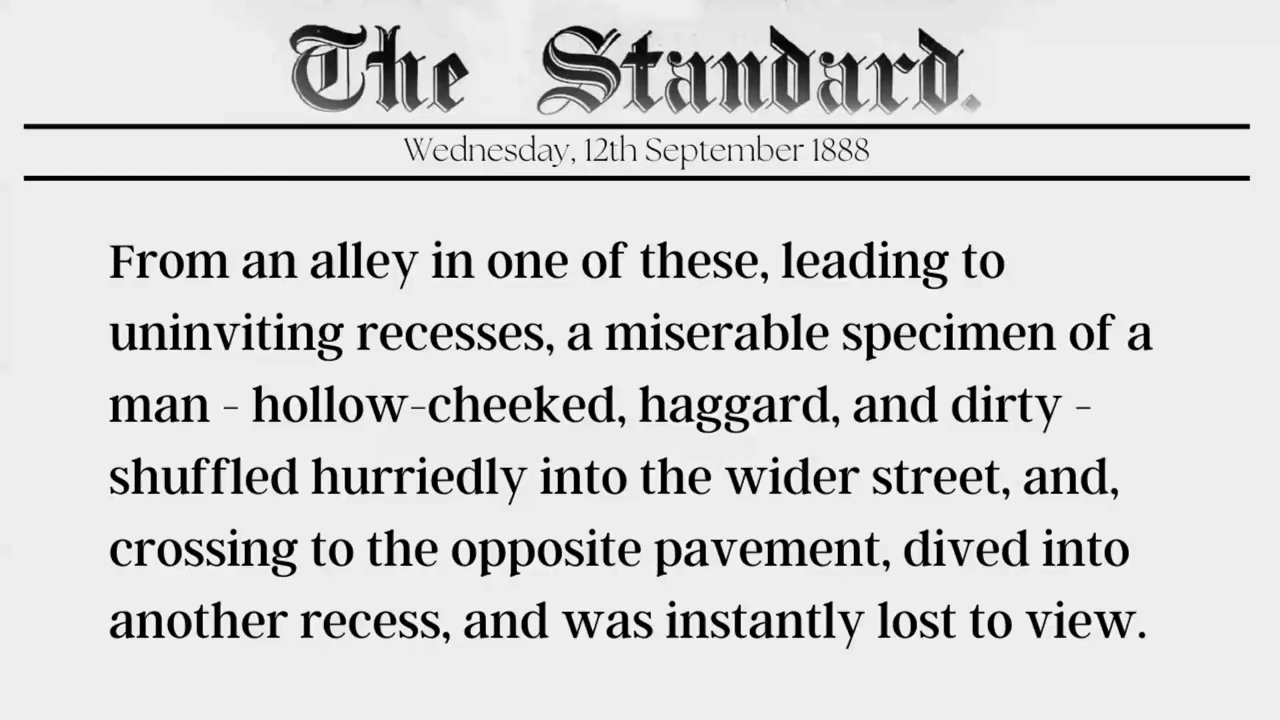 The Standard.
Wednesday, 12th September 1888
From an alley in one of these, leading to
uninviting recesses, a miserable specimen of a
man - hollow-cheeked, haggard, and dirty -
shuffled hurriedly into the wider street, and,
crossing to the opposite pavement, dived into
another recess, and was instantly lost to view.